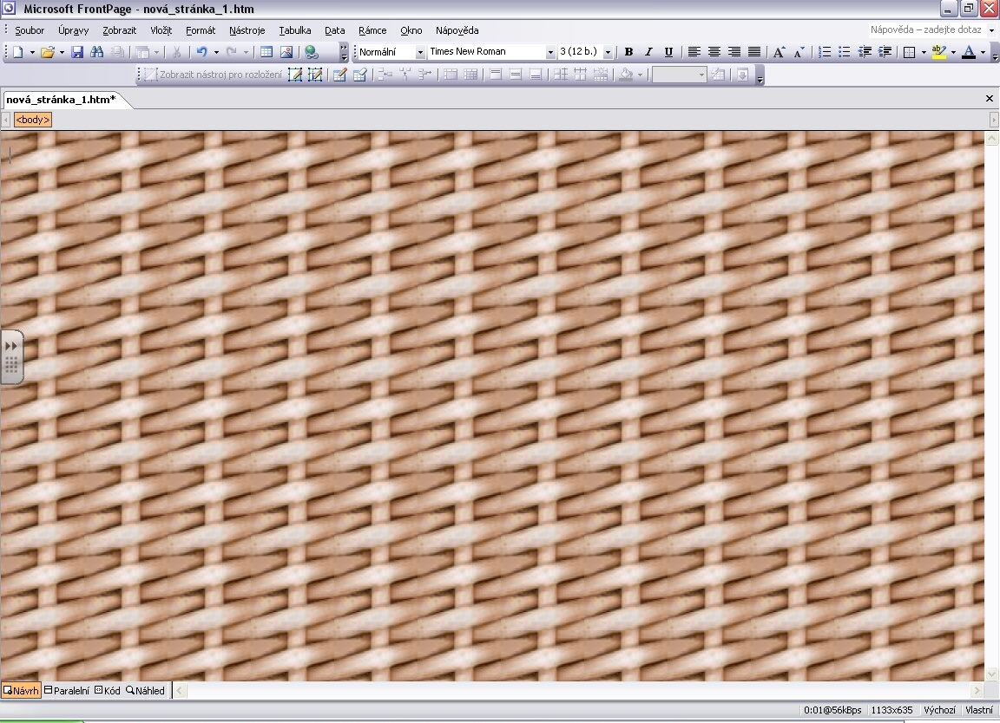 Microsoft FrontPage - nová_stránka_1.htm
Soubor Úpravy Zobrazit Vložit Formát Nástroje Tabulka Data Rámce Okno Nápověda Nápověda – zadejte dotaz
Normální Times New Roman 3 (12 b.) B I U A A ab A
Zobrazit nástroj pro rozložení
nová_stránka_1.htm*
<body>
Návrh Paralelní Kód Náhled
0:01@56kBps 1133x635 Výchozí Vlastní